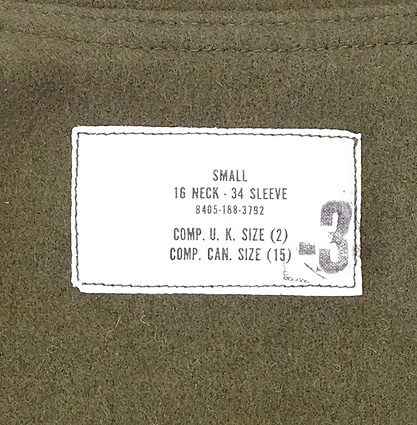 SMALL
16 NECK - 34 SLEEVE
8405-188-3792
COMP. U. K. SIZE (2)
COMP. CAN. SIZE (15)
-3